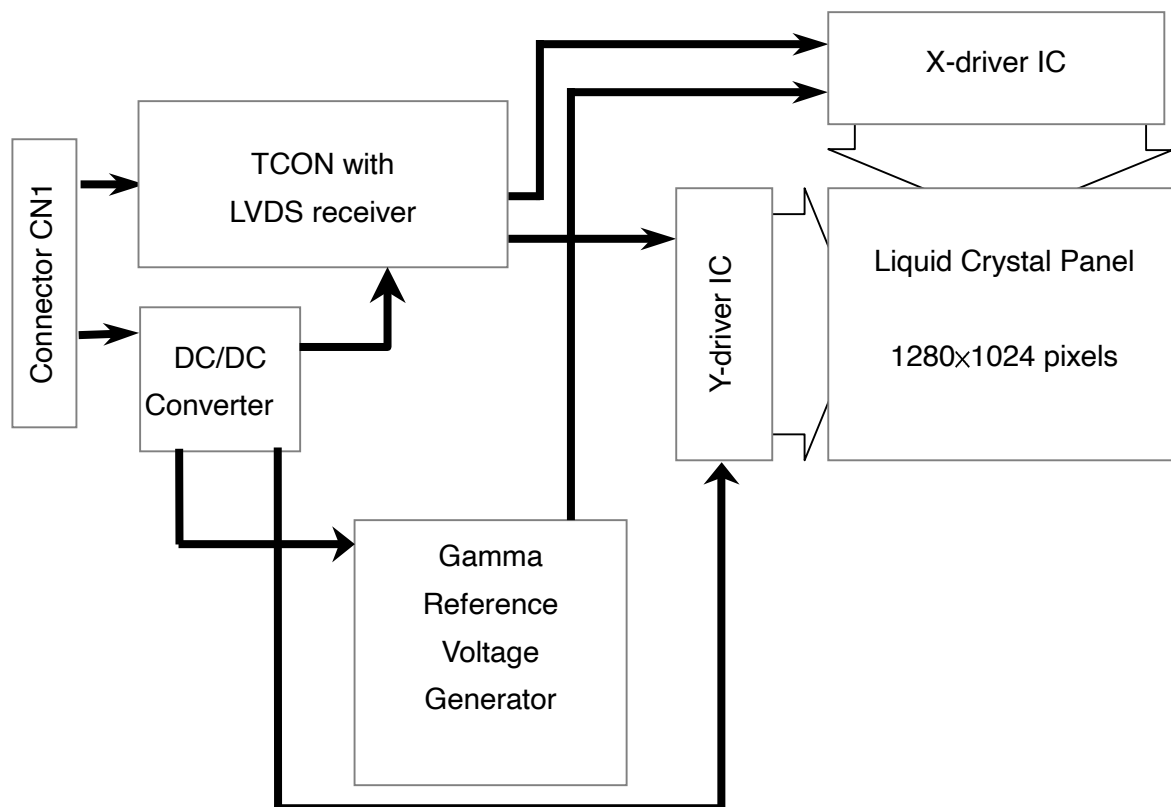 X-driver IC
TCON with
LVDS receiver
Connector CN1
Y-driver IC
Liquid Crystal Panel
1280×1024 pixels
DC/DC
Converter
Gamma
Reference
Voltage
Generator